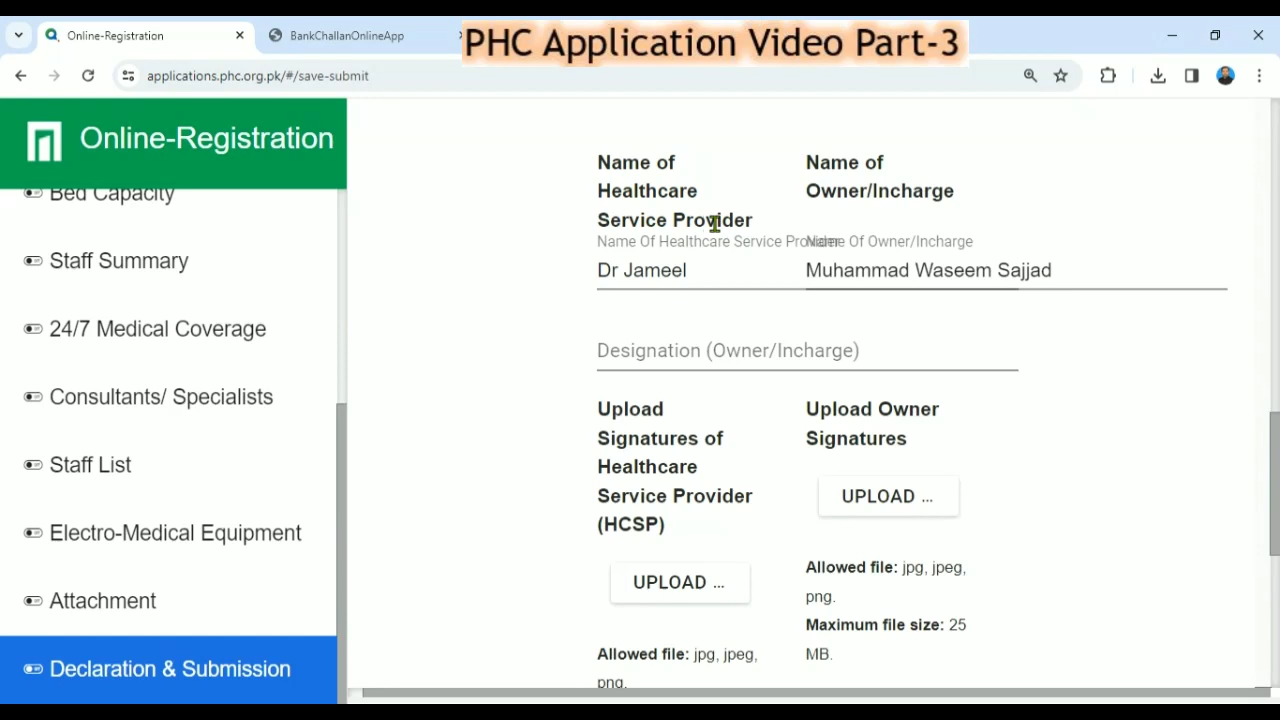 Online-Registration
BankChallanOnlineApp
PHC Application Video Part-3
applications.phc.org.pk/#/save-submit
Online-Registration
Bed Capacity
Staff Summary
24/7 Medical Coverage
Consultants/ Specialists
Staff List
Electro-Medical Equipment
Attachment
Declaration & Submission
Name of
Healthcare
Service Provider
Name Of Healthcare Service Provider
Dr Jameel
Name of
Owner/Incharge
Name Of Owner/Incharge
Muhammad Waseem Sajjad
Designation (Owner/Incharge)
Upload
Signatures of
Healthcare
Service Provider
(HCSP)
UPLOAD ...
Allowed file: jpg, jpeg,
png.
Upload Owner
Signatures
UPLOAD ...
Allowed file: jpg, jpeg,
png.
Maximum file size: 25
MB.